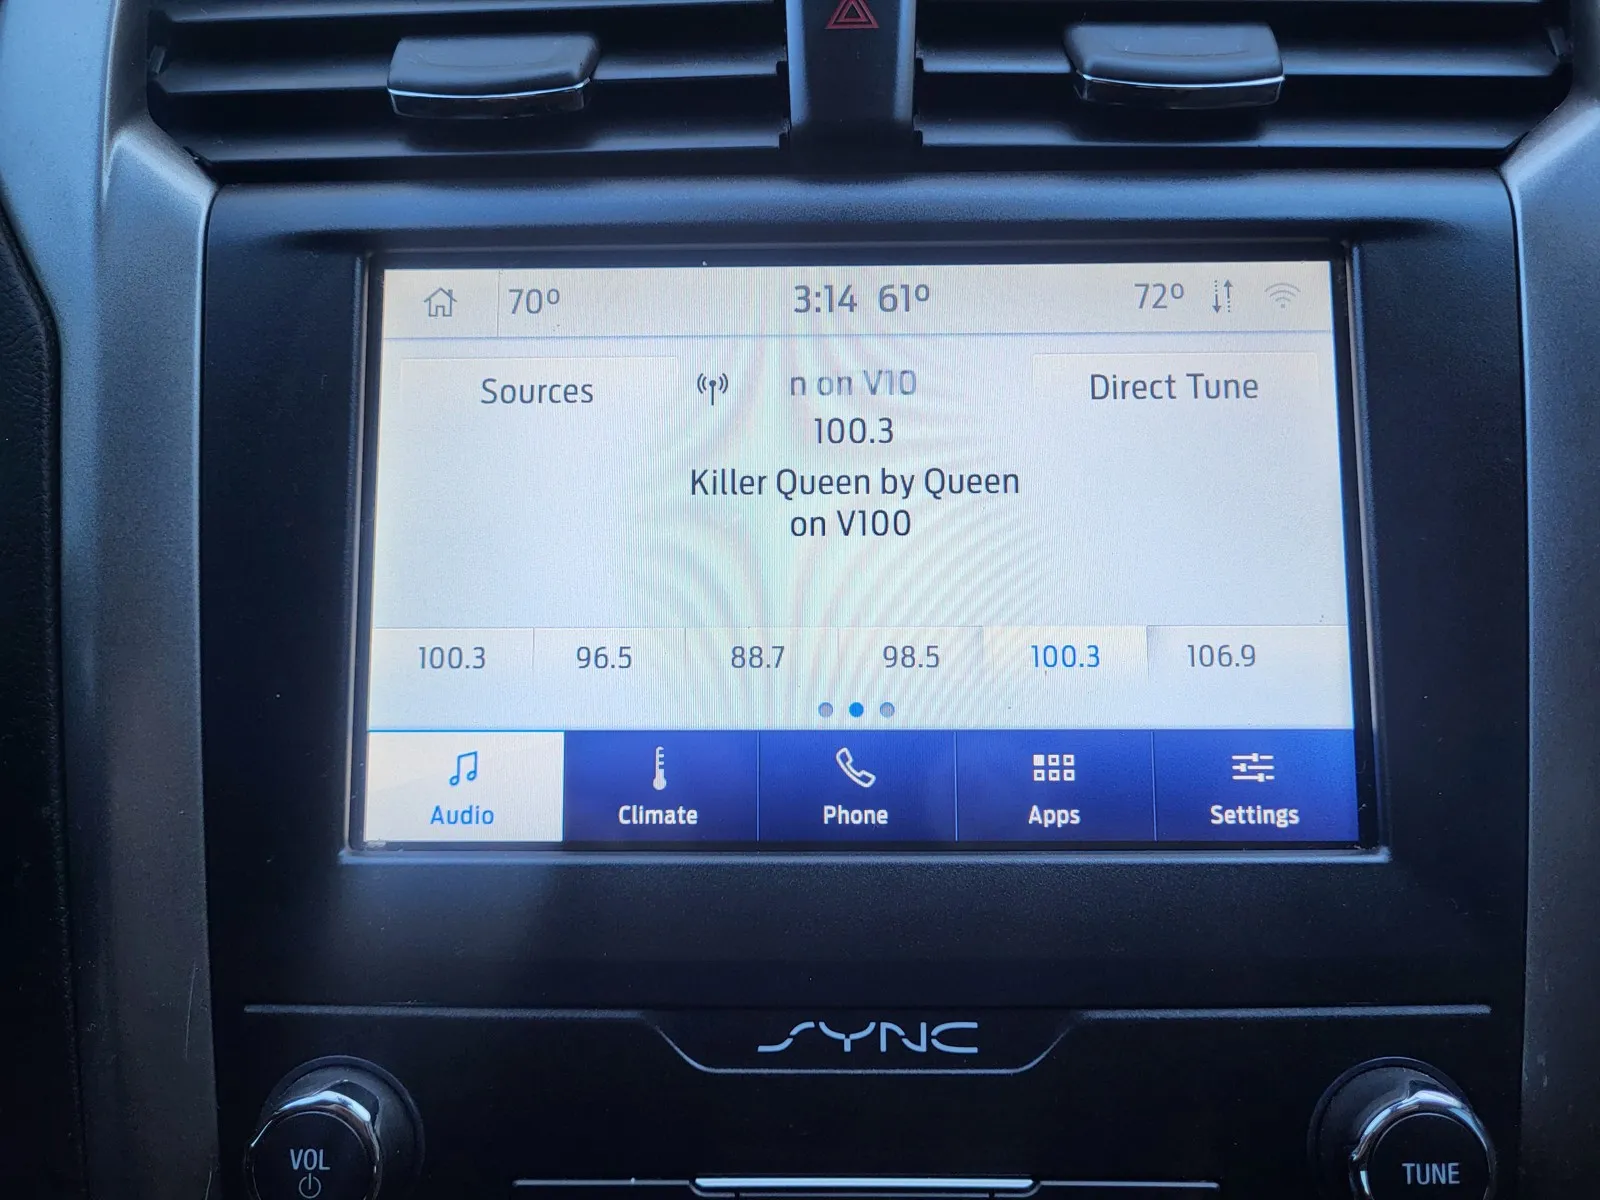 70° 3:14 61° 72°
Sources n on V10 Direct Tune
100.3
Killer Queen by Queen
on V100
100.3 96.5 88.7 98.5 100.3 106.9
Audio Climate Phone Apps Settings
SYNC
VOL TUNE